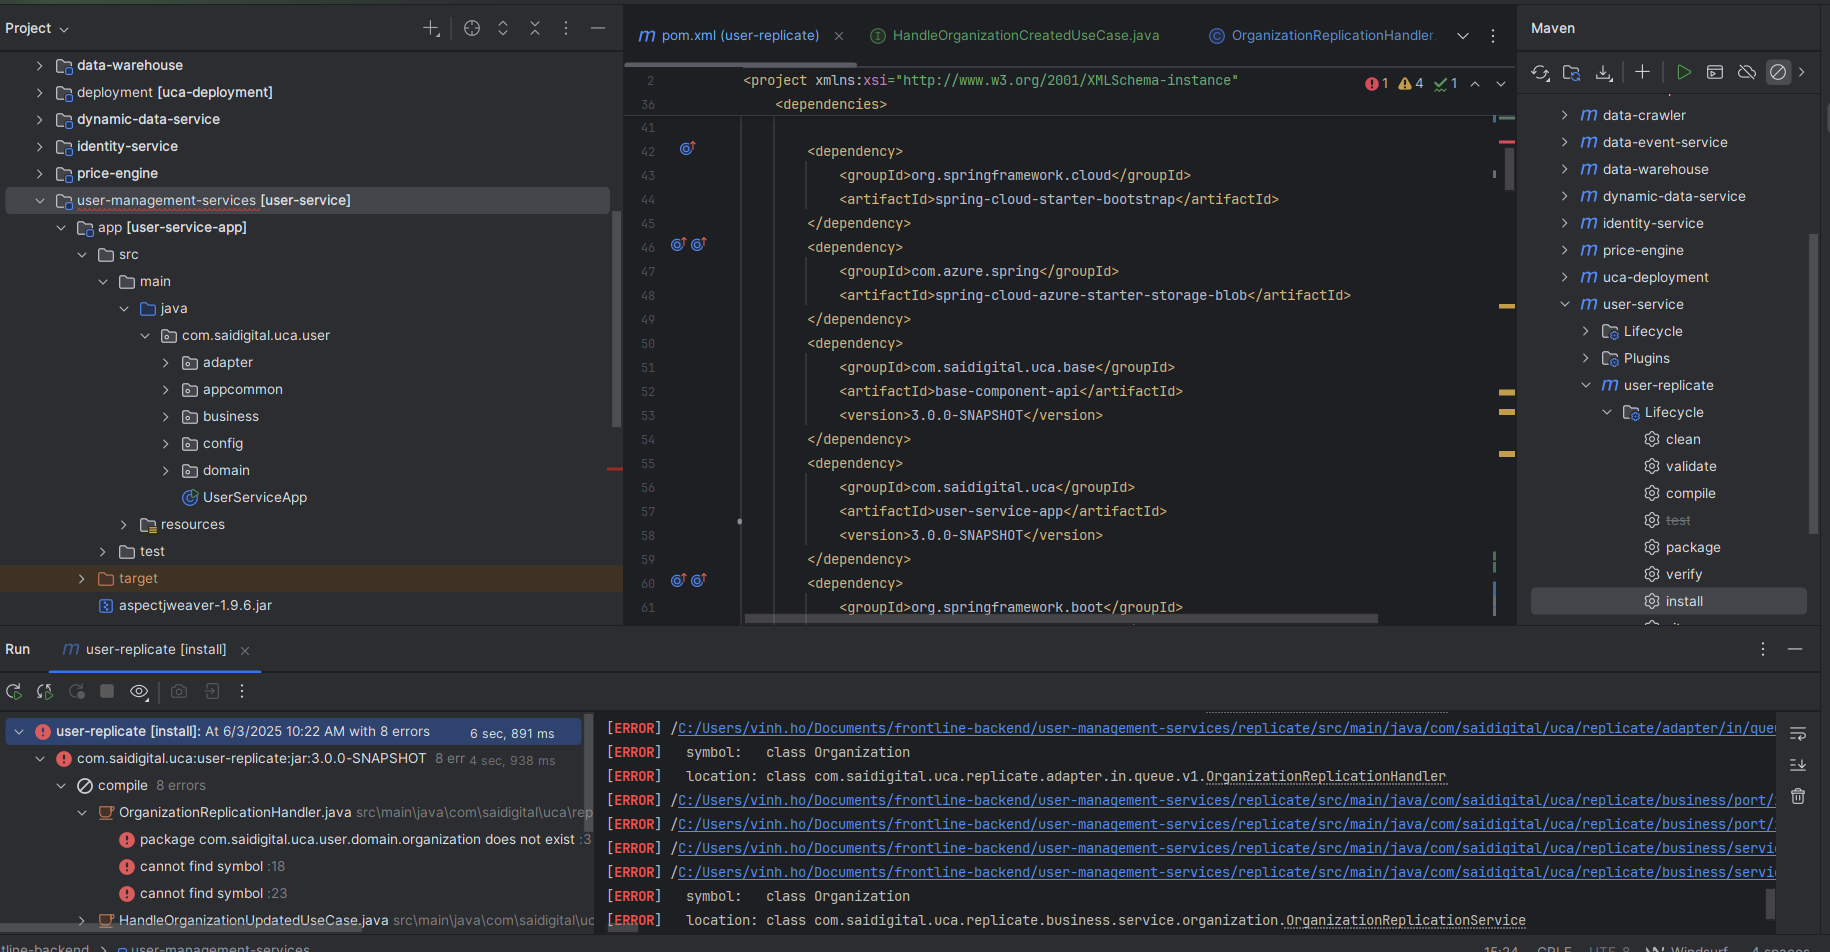 Project
data-warehouse
deployment [uca-deployment]
dynamic-data-service
identity-service
price-engine
user-management-services [user-service]
app [user-service-app]
src
main
java
com.saidigital.uca.user
adapter
appcommon
business
config
domain
UserServiceApp
resources
test
target
aspectjweaver-1.9.6.jar
pom.xml (user-replicate)
HandleOrganizationCreatedUseCase.java
OrganizationReplicationHandler.
1 4 1
2 <project xmlns:xsi="http://www.w3.org/2001/XMLSchema-instance"
36 <dependencies>
41
42 <dependency>
43 <groupId>org.springframework.cloud</groupId>
44 <artifactId>spring-cloud-starter-bootstrap</artifactId>
45 </dependency>
46 <dependency>
47 <groupId>com.azure.spring</groupId>
48 <artifactId>spring-cloud-azure-starter-storage-blob</artifactId>
49 </dependency>
50 <dependency>
51 <groupId>com.saidigital.uca.base</groupId>
52 <artifactId>base-component-api</artifactId>
53 <version>3.0.0-SNAPSHOT</version>
54 </dependency>
55 <dependency>
56 <groupId>com.saidigital.uca</groupId>
57 <artifactId>user-service-app</artifactId>
58 <version>3.0.0-SNAPSHOT</version>
59 </dependency>
60 <dependency>
61 <groupId>org.springframework.boot</groupId>
Maven
data-crawler
data-event-service
data-warehouse
dynamic-data-service
identity-service
price-engine
uca-deployment
user-service
Lifecycle
Plugins
user-replicate
Lifecycle
clean
validate
compile
test
package
verify
install
Run
user-replicate [install]
user-replicate [install]: At 6/3/2025 10:22 AM with 8 errors 6 sec, 891 ms
com.saidigital.uca:user-replicate:jar:3.0.0-SNAPSHOT 8 err 4 sec, 938 ms
compile 8 errors
OrganizationReplicationHandler.java src\main\java\com\saidigital\uca\rep
package com.saidigital.uca.user.domain.organization does not exist :3
cannot find symbol :18
cannot find symbol :23
HandleOrganizationUpdatedUseCase.java src\main\java\com\saidigital\uc
[ERROR] /C:/Users/vinh.ho/Documents/frontline-backend/user-management-services/replicate/src/main/java/com/saidigital/uca/replicate/adapter/in/queu
[ERROR] symbol: class Organization
[ERROR] location: class com.saidigital.uca.replicate.adapter.in.queue.v1.OrganizationReplicationHandler
[ERROR] /C:/Users/vinh.ho/Documents/frontline-backend/user-management-services/replicate/src/main/java/com/saidigital/uca/replicate/business/port/
[ERROR] /C:/Users/vinh.ho/Documents/frontline-backend/user-management-services/replicate/src/main/java/com/saidigital/uca/replicate/business/port/
[ERROR] /C:/Users/vinh.ho/Documents/frontline-backend/user-management-services/replicate/src/main/java/com/saidigital/uca/replicate/business/servi
[ERROR] /C:/Users/vinh.ho/Documents/frontline-backend/user-management-services/replicate/src/main/java/com/saidigital/uca/replicate/business/servi
[ERROR] symbol: class Organization
[ERROR] location: class com.saidigital.uca.replicate.business.service.organization.OrganizationReplicationService
tline-backend > user-management-services
15:24 CRLF UTF-8 Windsurf 4 spaces